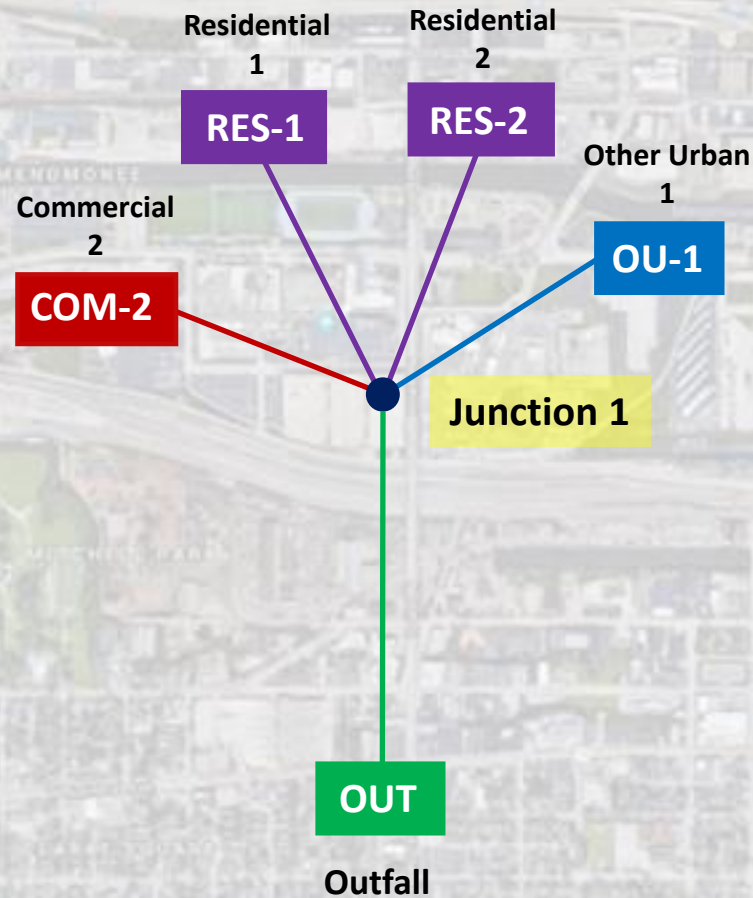 Residential
1
Residential
2
RES-1
RES-2
Other Urban
1
Commercial
2
OU-1
COM-2
Junction 1
OUT
Outfall